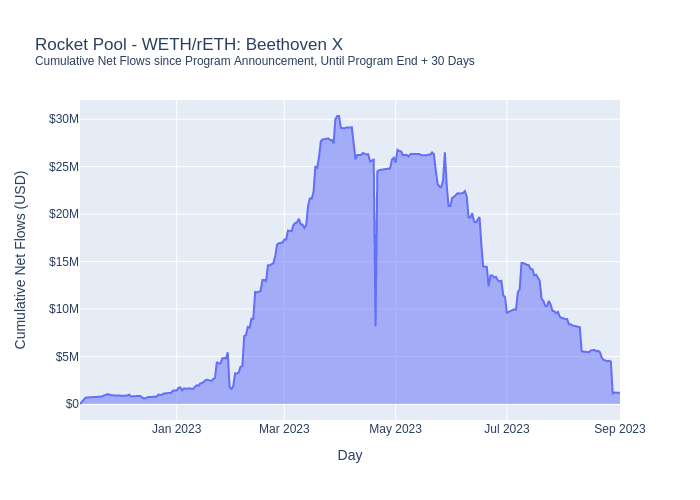 Rocket Pool - WETH/rETH: Beethoven X
Cumulative Net Flows since Program Announcement, Until Program End + 30 Days
$30M
$25M
$20M
$15M
$10M
$5M
$0
Cumulative Net Flows (USD)
Jan 2023
Mar 2023
May 2023
Jul 2023
Sep 2023
Day